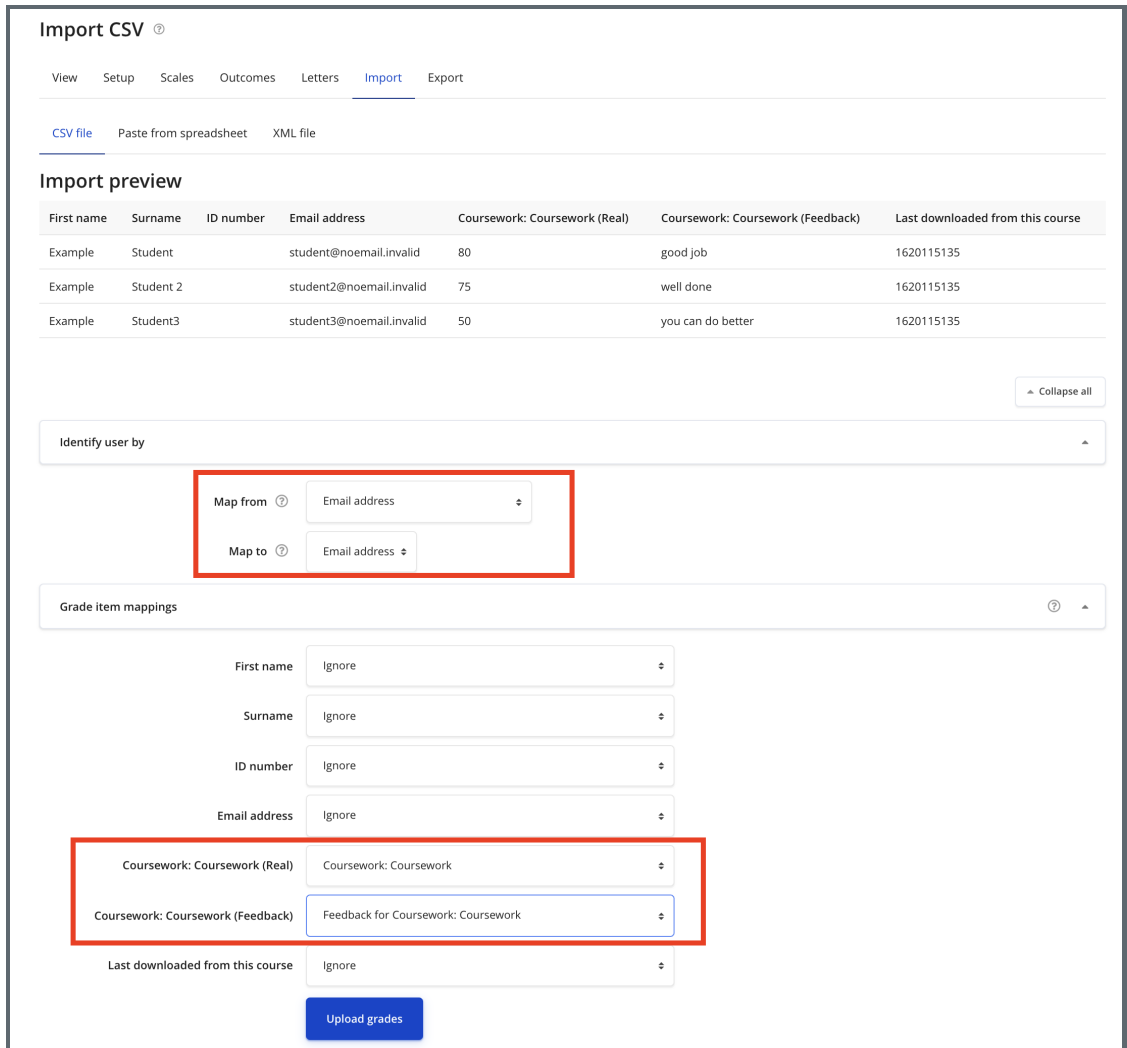 Import CSV
View Setup Scales Outcomes Letters Import Export
CSV file Paste from spreadsheet XML file
Import preview
First name Surname ID number Email address Coursework: Coursework (Real) Coursework: Coursework (Feedback) Last downloaded from this course
Example Student student@noemail.invalid 80 good job 1620115135
Example Student 2 student2@noemail.invalid 75 well done 1620115135
Example Student3 student3@noemail.invalid 50 you can do better 1620115135
Collapse all
Identify user by
Map from ? Email address
Map to ? Email address
Grade item mappings ?
First name Ignore
Surname Ignore
ID number Ignore
Email address Ignore
Coursework: Coursework (Real) Coursework: Coursework
Coursework: Coursework (Feedback) Feedback for Coursework: Coursework
Last downloaded from this course Ignore
Upload grades